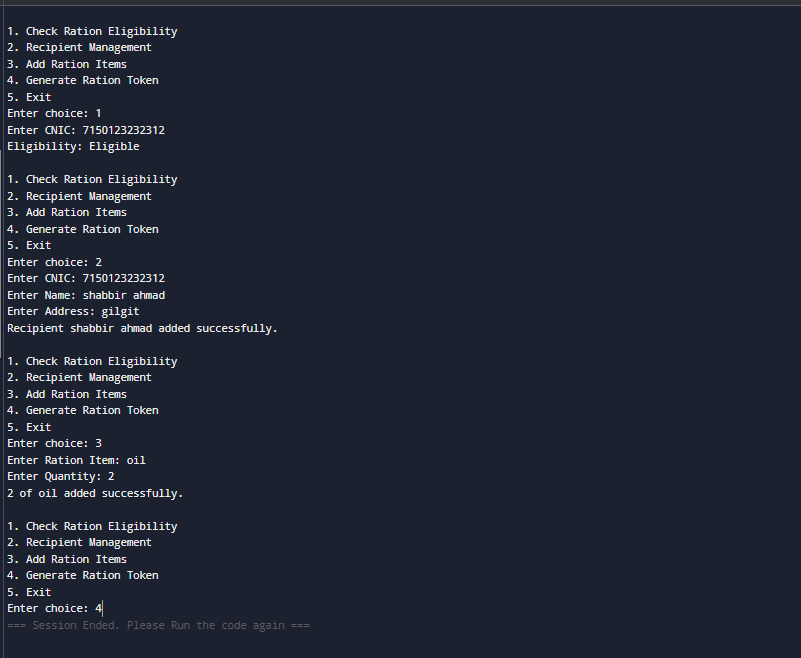 1. Check Ration Eligibility
2. Recipient Management
3. Add Ration Items
4. Generate Ration Token
5. Exit
Enter choice: 1
Enter CNIC: 7150123232312
Eligibility: Eligible
1. Check Ration Eligibility
2. Recipient Management
3. Add Ration Items
4. Generate Ration Token
5. Exit
Enter choice: 2
Enter CNIC: 7150123232312
Enter Name: shabbir ahmad
Enter Address: gilgit
Recipient shabbir ahmad added successfully.
1. Check Ration Eligibility
2. Recipient Management
3. Add Ration Items
4. Generate Ration Token
5. Exit
Enter choice: 3
Enter Ration Item: oil
Enter Quantity: 2
2 of oil added successfully.
1. Check Ration Eligibility
2. Recipient Management
3. Add Ration Items
4. Generate Ration Token
5. Exit
Enter choice: 4
=== Session Ended. Please Run the code again ===